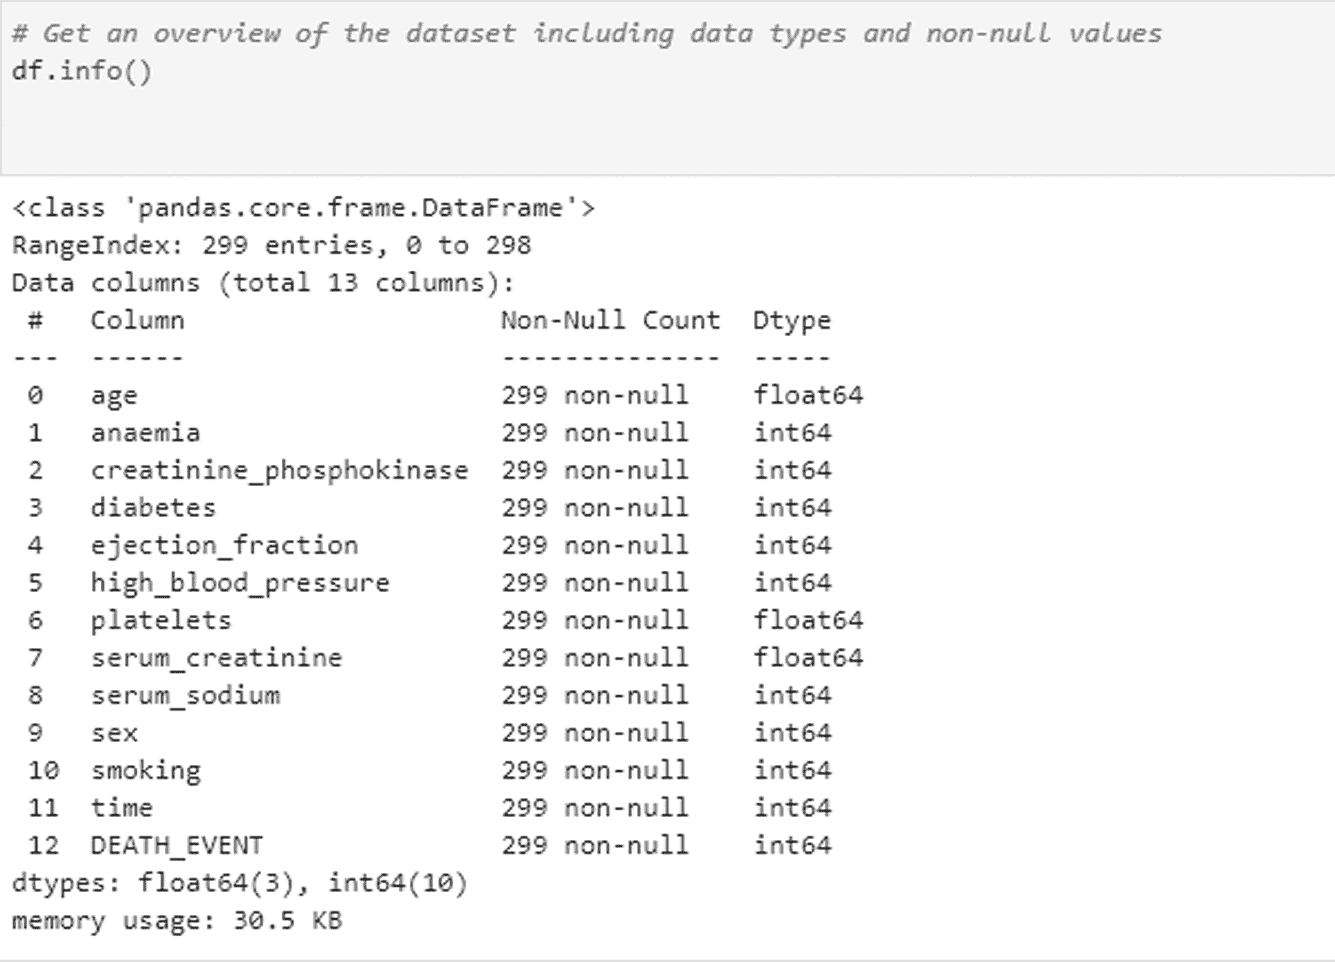 # Get an overview of the dataset including data types and non-null values
df.info()
<class 'pandas.core.frame.DataFrame'>
RangeIndex: 299 entries, 0 to 298
Data columns (total 13 columns):
 #   Column                    Non-Null Count  Dtype
---  ------                    --------------  -----
 0   age                       299 non-null    float64
 1   anaemia                   299 non-null    int64
 2   creatinine_phosphokinase  299 non-null    int64
 3   diabetes                  299 non-null    int64
 4   ejection_fraction         299 non-null    int64
 5   high_blood_pressure       299 non-null    int64
 6   platelets                 299 non-null    float64
 7   serum_creatinine          299 non-null    float64
 8   serum_sodium              299 non-null    int64
 9   sex                       299 non-null    int64
 10  smoking                   299 non-null    int64
 11  time                      299 non-null    int64
 12  DEATH_EVENT               299 non-null    int64
dtypes: float64(3), int64(10)
memory usage: 30.5 KB